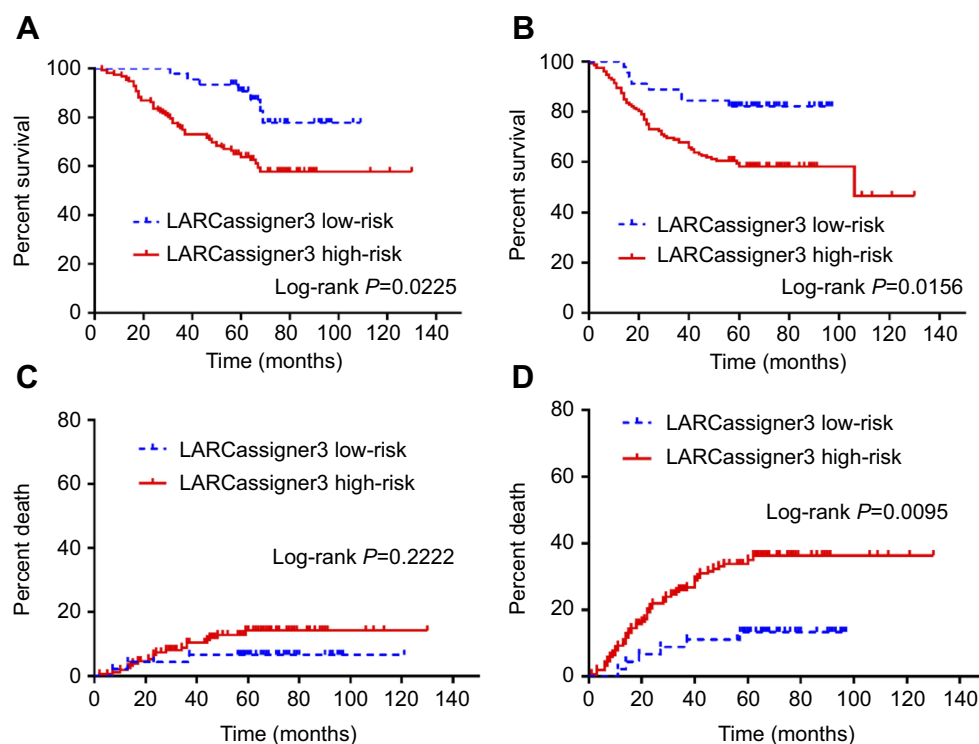 A
Percent survival
100
80
60
40
20
0
LARCassigner3 low-risk
LARCassigner3 high-risk
Log-rank P=0.0225
0 20 40 60 80 100 120 140
Time (months)
B
Percent survival
100
80
60
40
20
0
LARCassigner3 low-risk
LARCassigner3 high-risk
Log-rank P=0.0156
0 20 40 60 80 100 120 140
Time (months)
C
Percent death
80
60
40
20
0
LARCassigner3 low-risk
LARCassigner3 high-risk
Log-rank P=0.2222
0 20 40 60 80 100 120 140
Time (months)
D
Percent death
80
60
40
20
0
LARCassigner3 low-risk
LARCassigner3 high-risk
Log-rank P=0.0095
0 20 40 60 80 100 120 140
Time (months)